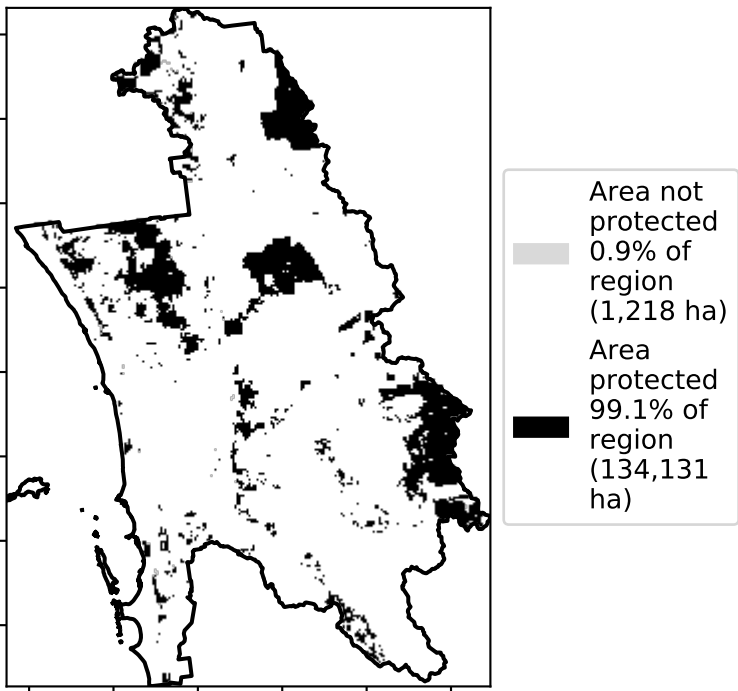 Area not
protected
0.9% of
region
(1,218 ha)
Area
protected
99.1% of
region
(134,131
ha)